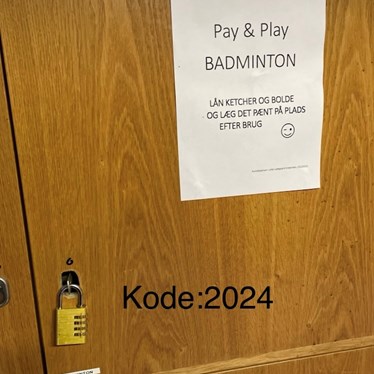 Pay & Play
BADMINTON
LÅN KETCHER OG BOLDE
- OG LÆG DET PÆNT PÅ PLADS
EFTER BRUG
6
Kode:2024